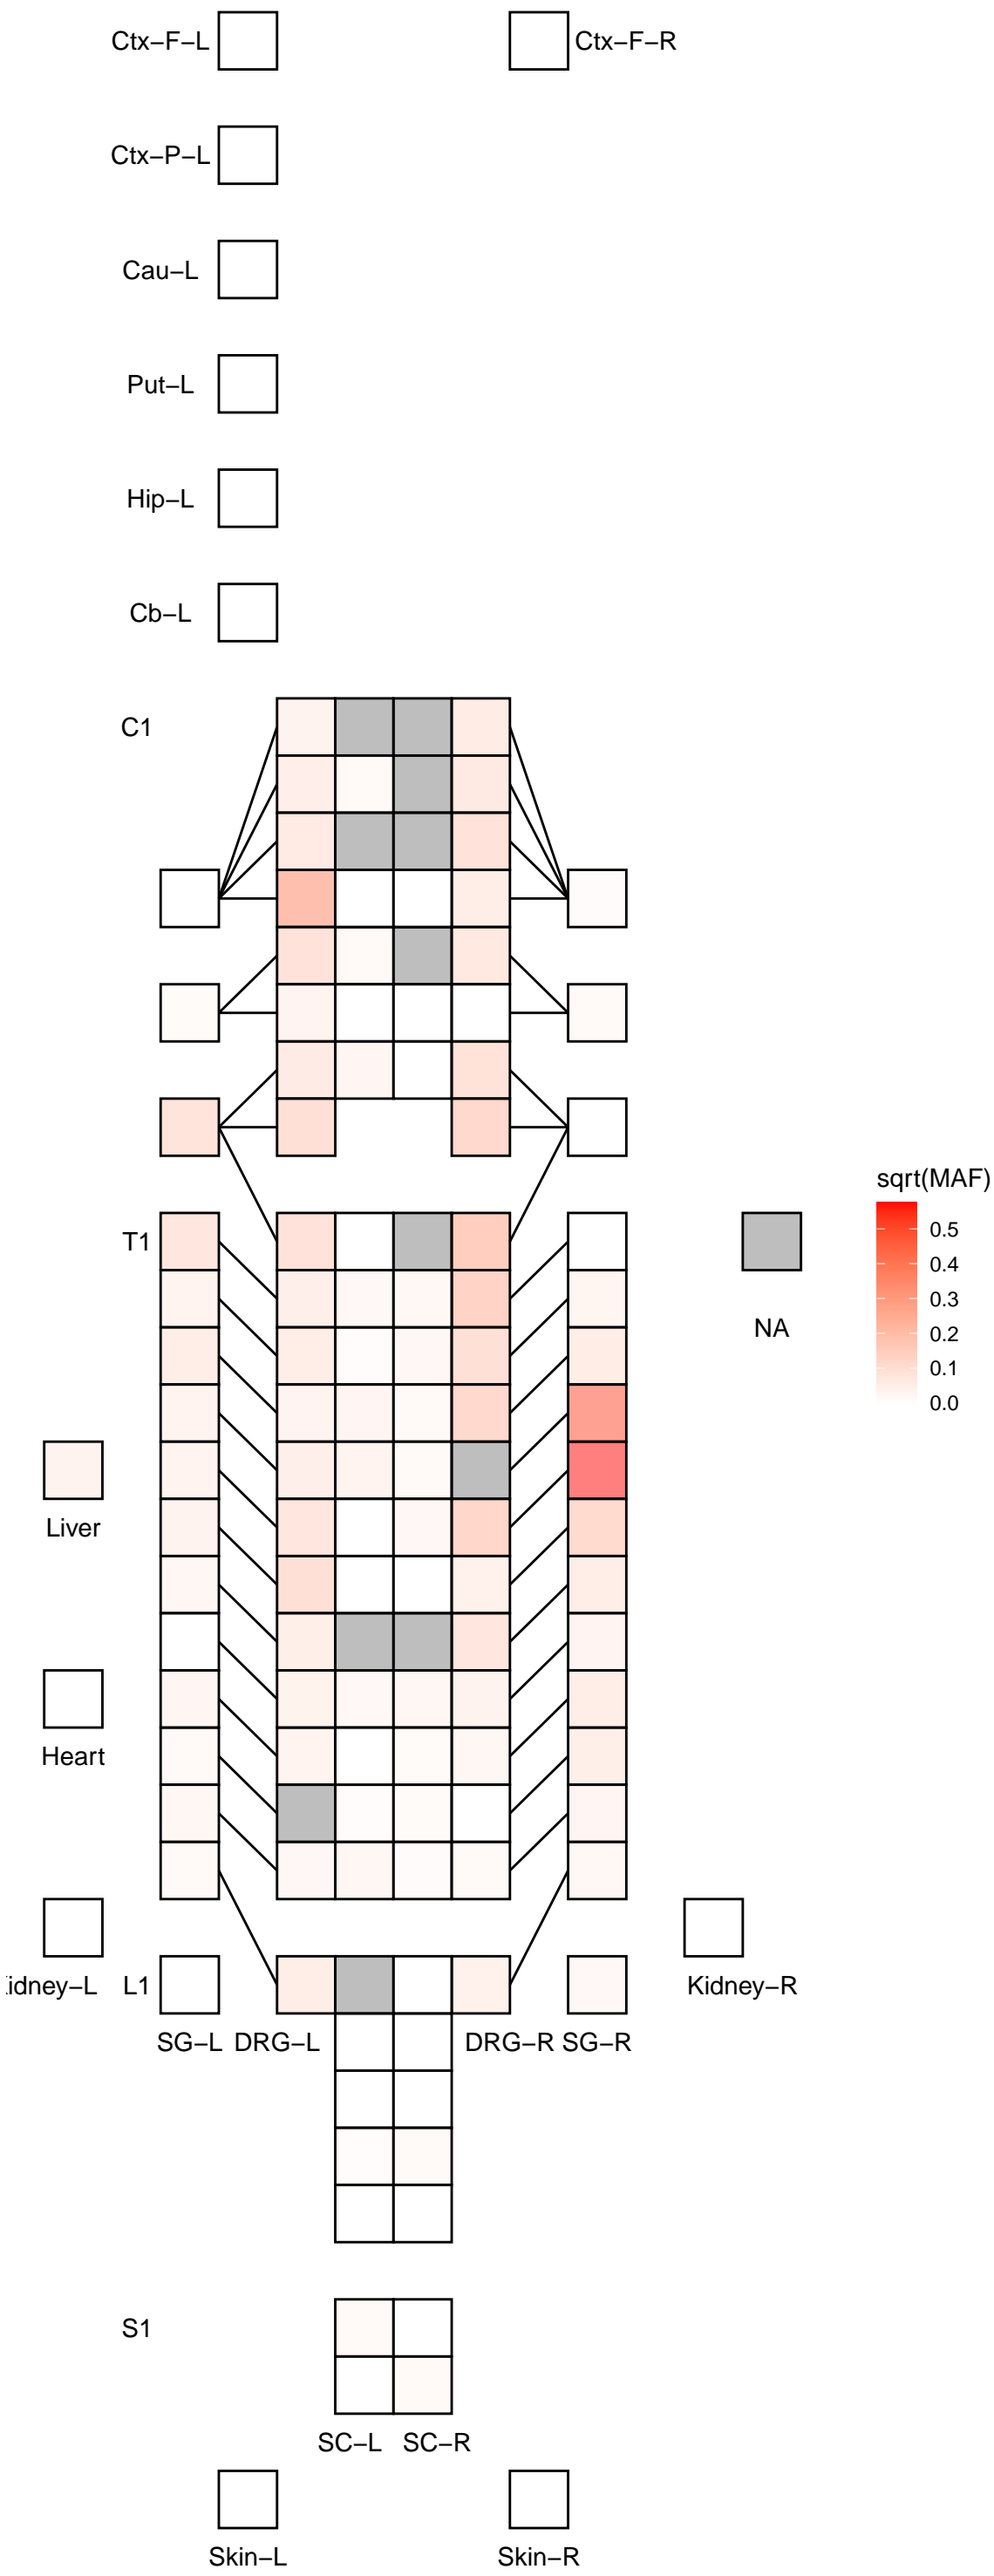 Ctx−F−L
Ctx−F−R
Ctx−P−L
Cau−L
Put−L
Hip−L
Cb−L
C1
sqrt(MAF)
T1
0.5
0.4
0.3
NA
0.2
0.1
0.0
Liver
Heart
idney−L
L1
Kidney−R
SG−L
DRG−L
DRG−R
SG−R
S1
SC−L
SC−R
Skin−L
Skin−R